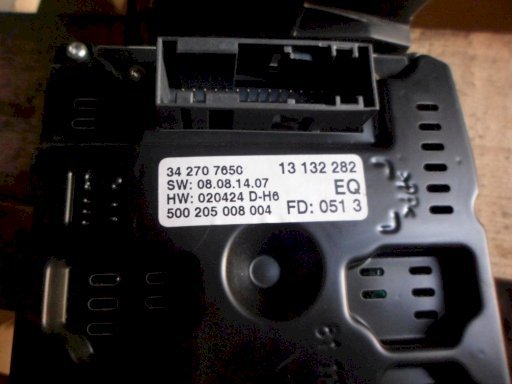 34 270 7650 13 132 282
SW: 08.08.14.07 EQ
HW: 020424 D-H6
500 205 008 004 FD: 051 3